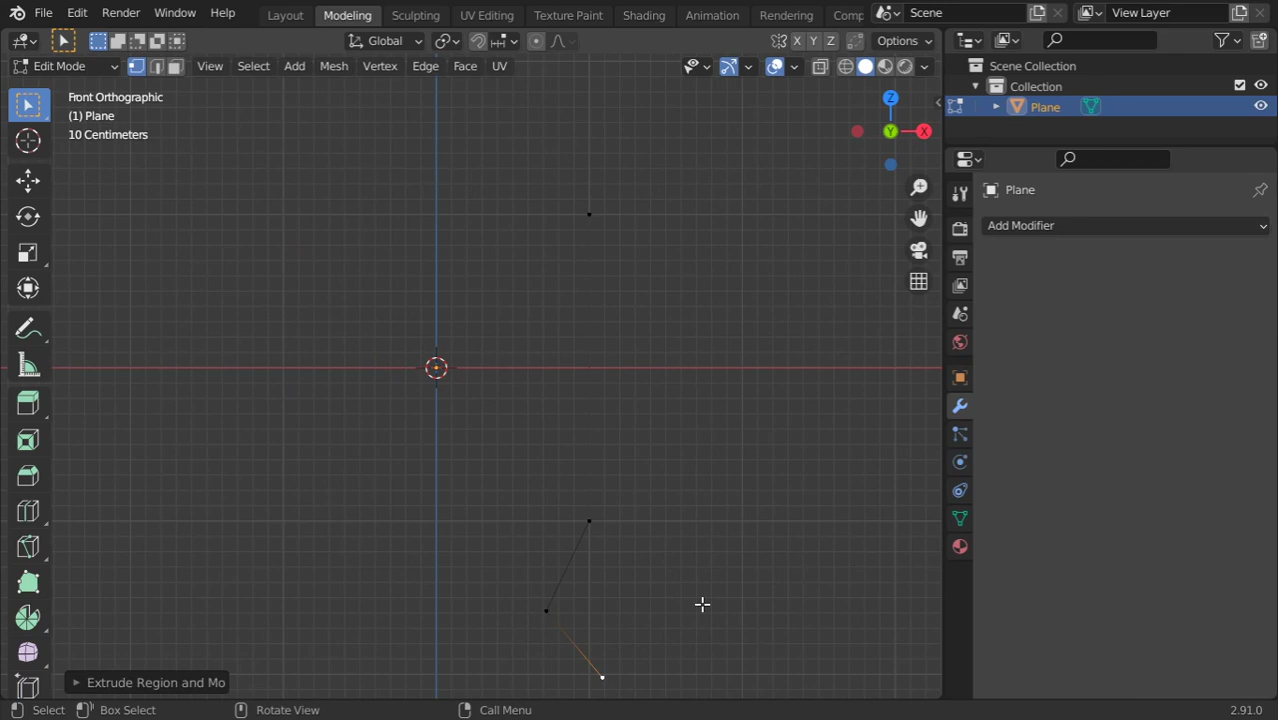 File Edit Render Window Help Layout Modeling Sculpting UV Editing Texture Paint Shading Animation Rendering Comp Scene View Layer
Global Options
Edit Mode View Select Add Mesh Vertex Edge Face UV
Scene Collection
Collection
Plane
Front Orthographic
(1) Plane
10 Centimeters
Z
Y
X
X Y Z
Plane
Add Modifier
Extrude Region and Mo
Select Box Select Rotate View Call Menu 2.91.0